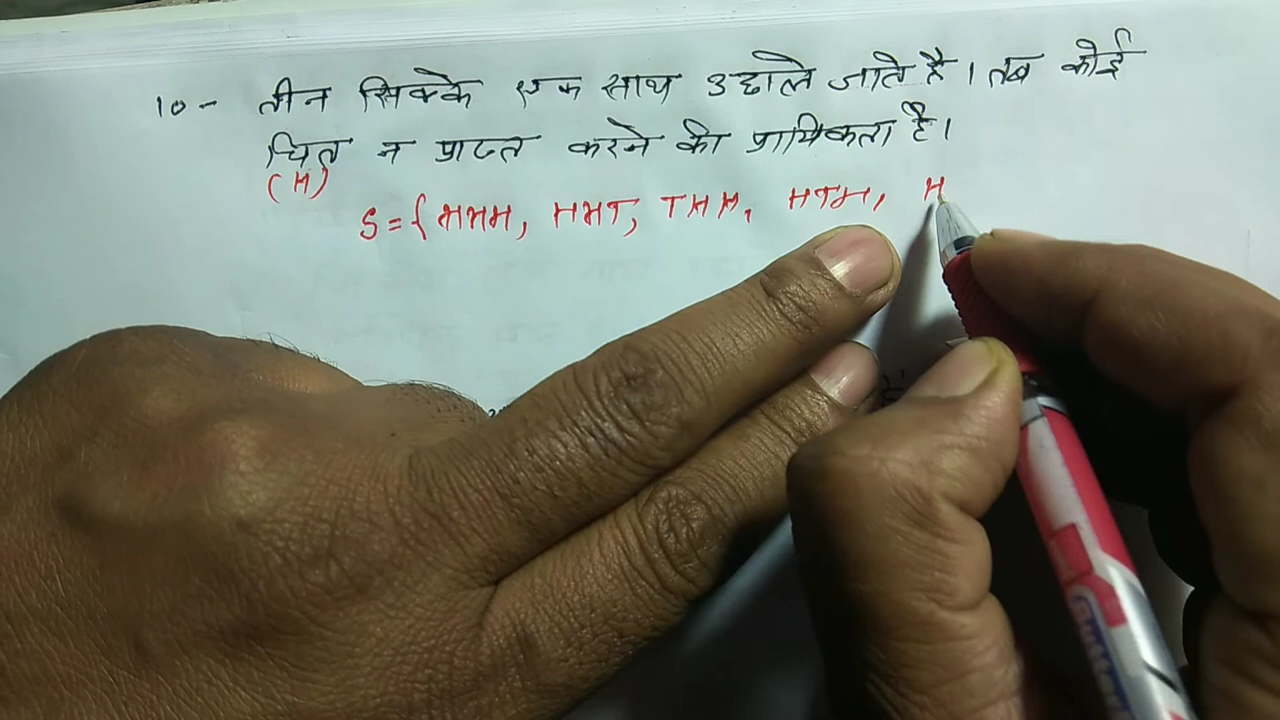 10- तीन सिक्के एक साथ उछाले जाते है। तब कोई
चित न प्राप्त करने की प्रायिकता है।
(H)
S={HHH, HHT, THH, HTH, H